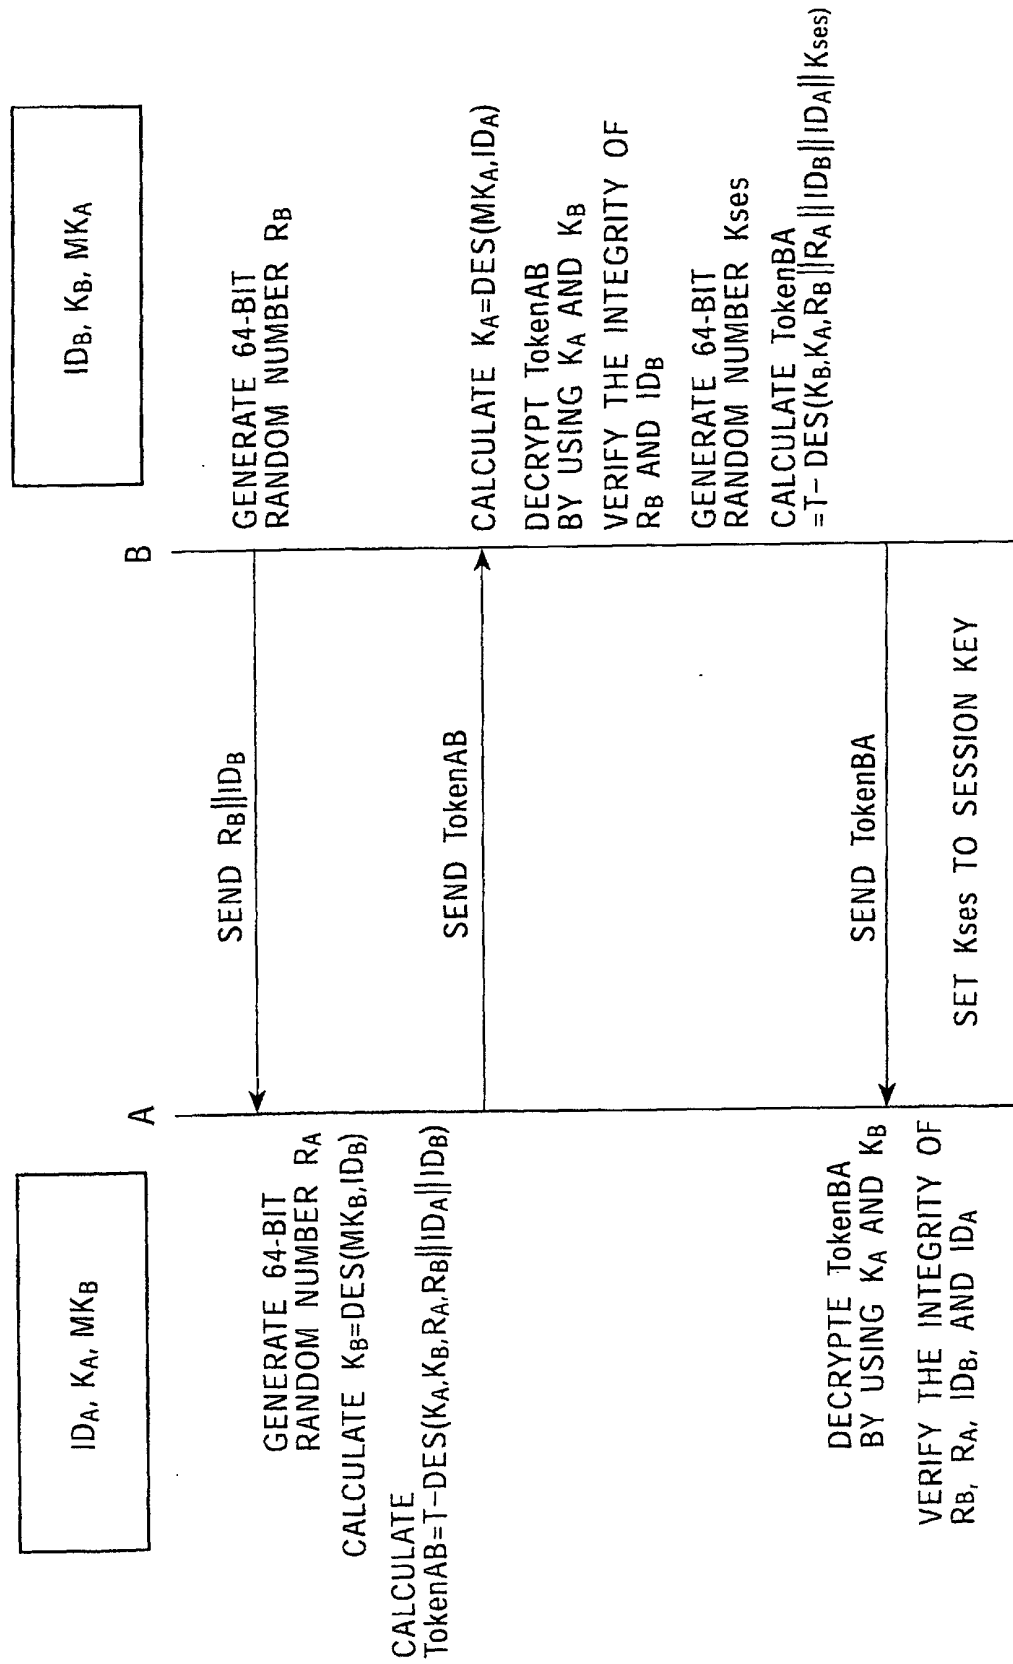 IDA, KA, MKB
IDB, KB, MKA
A
B
GENERATE 64-BIT
RANDOM NUMBER RB
SEND RB||IDB
GENERATE 64-BIT
RANDOM NUMBER RA
CALCULATE KB=DES(MKB,IDB)
CALCULATE
TokenAB=T-DES(KA,KB,RA,RB||IDA||IDB)
SEND TokenAB
CALCULATE KA=DES(MKA,IDA)
DECRYPT TokenAB
BY USING KA AND KB
VERIFY THE INTEGRITY OF
RB AND IDB
GENERATE 64-BIT
RANDOM NUMBER Kses
CALCULATE TokenBA
=T-DES(KB,KA,RB||RA||IDB||IDA||Kses)
SEND TokenBA
DECRYPTE TokenBA
BY USING KA AND KB
VERIFY THE INTEGRITY OF
RB, RA, IDB, AND IDA
SET Kses TO SESSION KEY